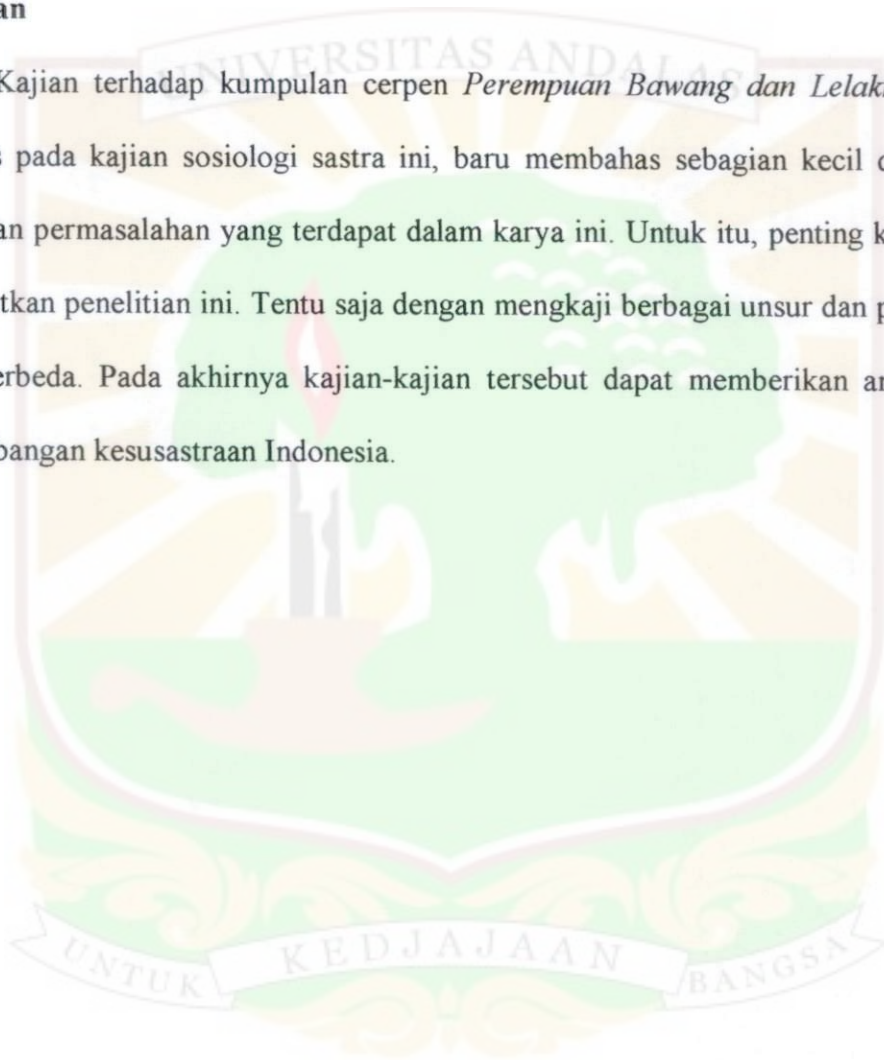 an
UNIVERSITAS ANDALAS
Kajian terhadap kumpulan cerpen Perempuan Bawang dan Lelak
pada kajian sosiologi sastra ini, baru membahas sebagian kecil
an permasalahan yang terdapat dalam karya ini. Untuk itu, penting k
tkan penelitian ini. Tentu saja dengan mengkaji berbagai unsur dan p
erbeda. Pada akhirnya kajian-kajian tersebut dapat memberikan ar
bangan kesusastraan Indonesia.
UNTUK KEDJAJAAN BANGSA